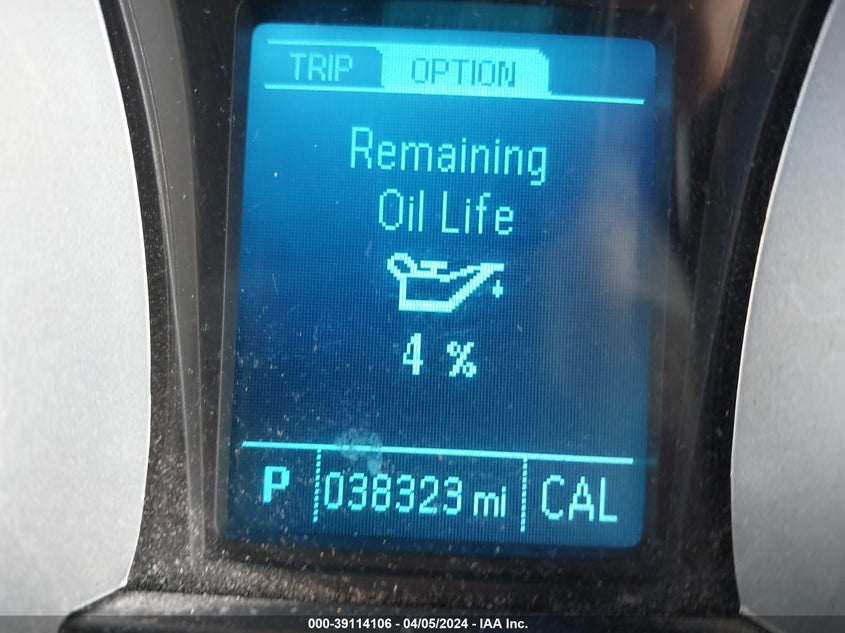 TRIP OPTION
Remaining
Oil Life
4 %
P 038323 mi CAL
000-39114106 - 04/05/2024 - IAA Inc.